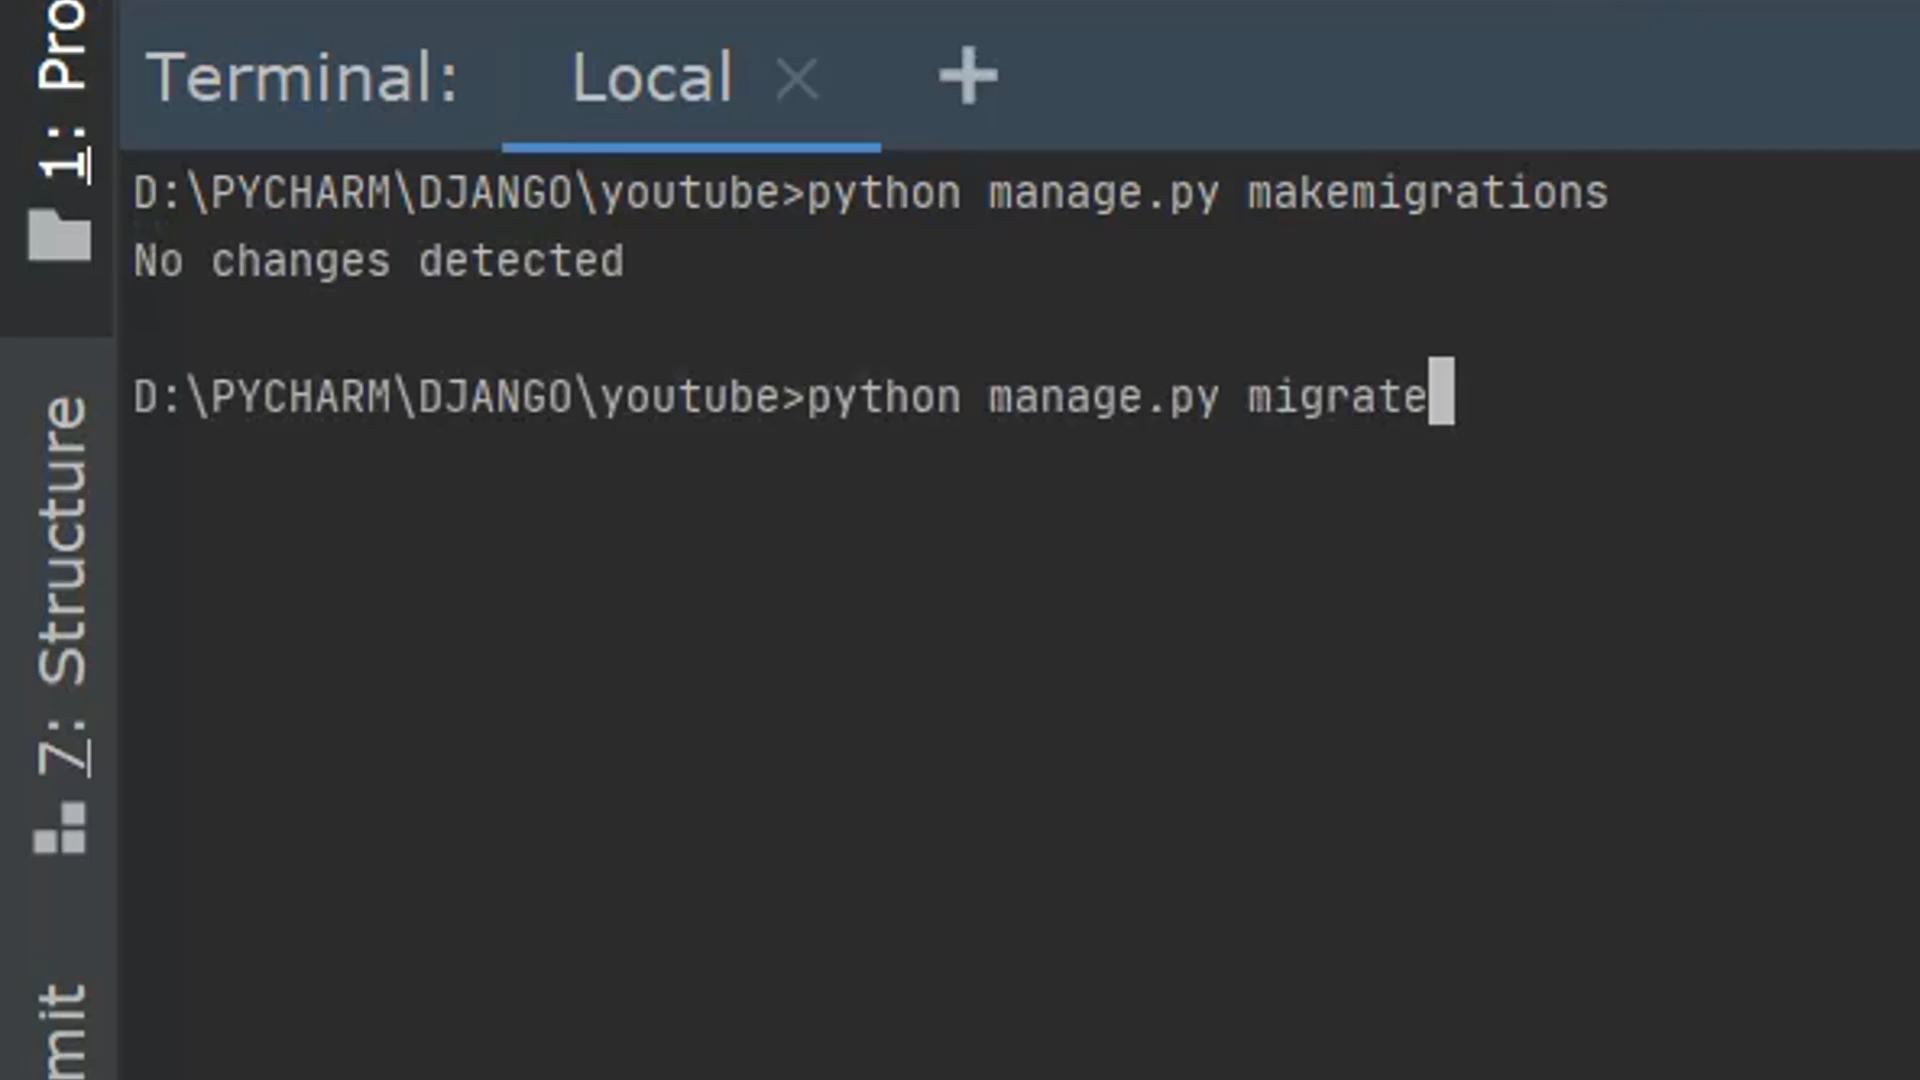 Terminal: Local × +
D:\PYCHARM\DJANGO\youtube>python manage.py makemigrations
No changes detected
D:\PYCHARM\DJANGO\youtube>python manage.py migrate
1: Pro
7: Structure
mit